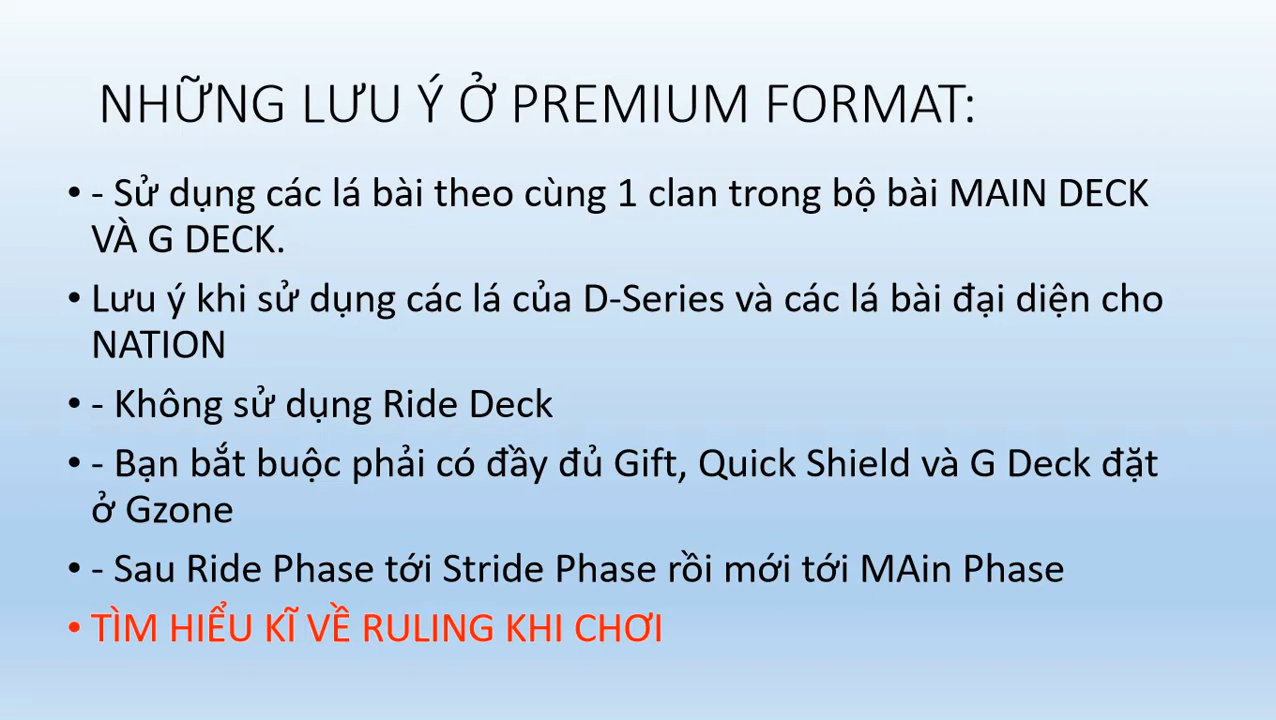 NHỮNG LƯU Ý Ở PREMIUM FORMAT:
• - Sử dụng các lá bài theo cùng 1 clan trong bộ bài MAIN DECK
VÀ G DECK.
• Lưu ý khi sử dụng các lá của D-Series và các lá bài đại diện cho
NATION
• - Không sử dụng Ride Deck
• - Bạn bắt buộc phải có đầy đủ Gift, Quick Shield và G Deck đặt
ở Gzone
• - Sau Ride Phase tới Stride Phase rồi mới tới MAin Phase
• TÌM HIỂU KĨ VỀ RULING KHI CHƠI